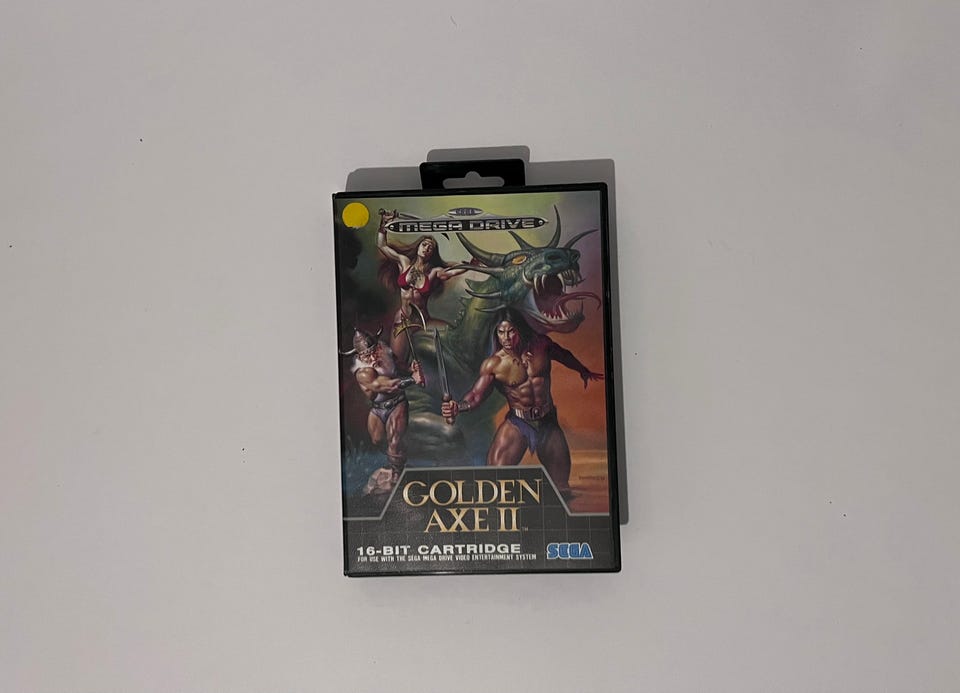 SEGA
MEGA DRIVE
GOLDEN
AXE II™
16-BIT CARTRIDGE
FOR USE WITH THE SEGA MEGA DRIVE VIDEO ENTERTAINMENT SYSTEM
SEGA